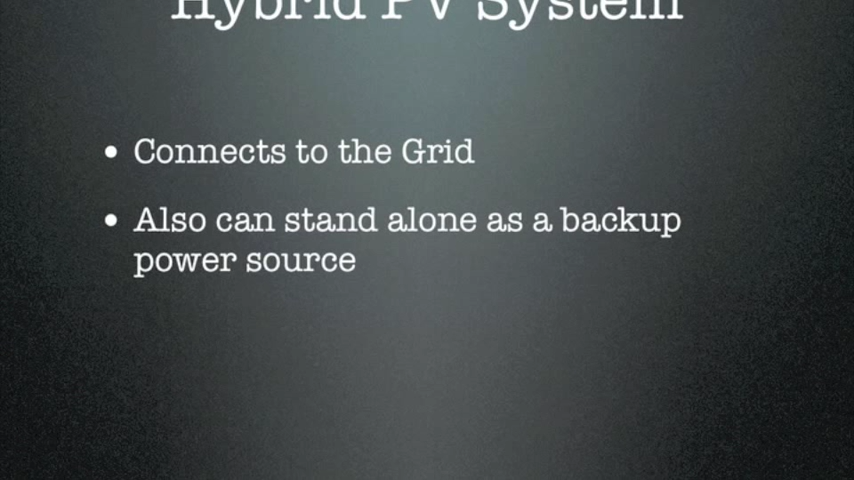 Hybrid PV System
• Connects to the Grid
• Also can stand alone as a backup
power source